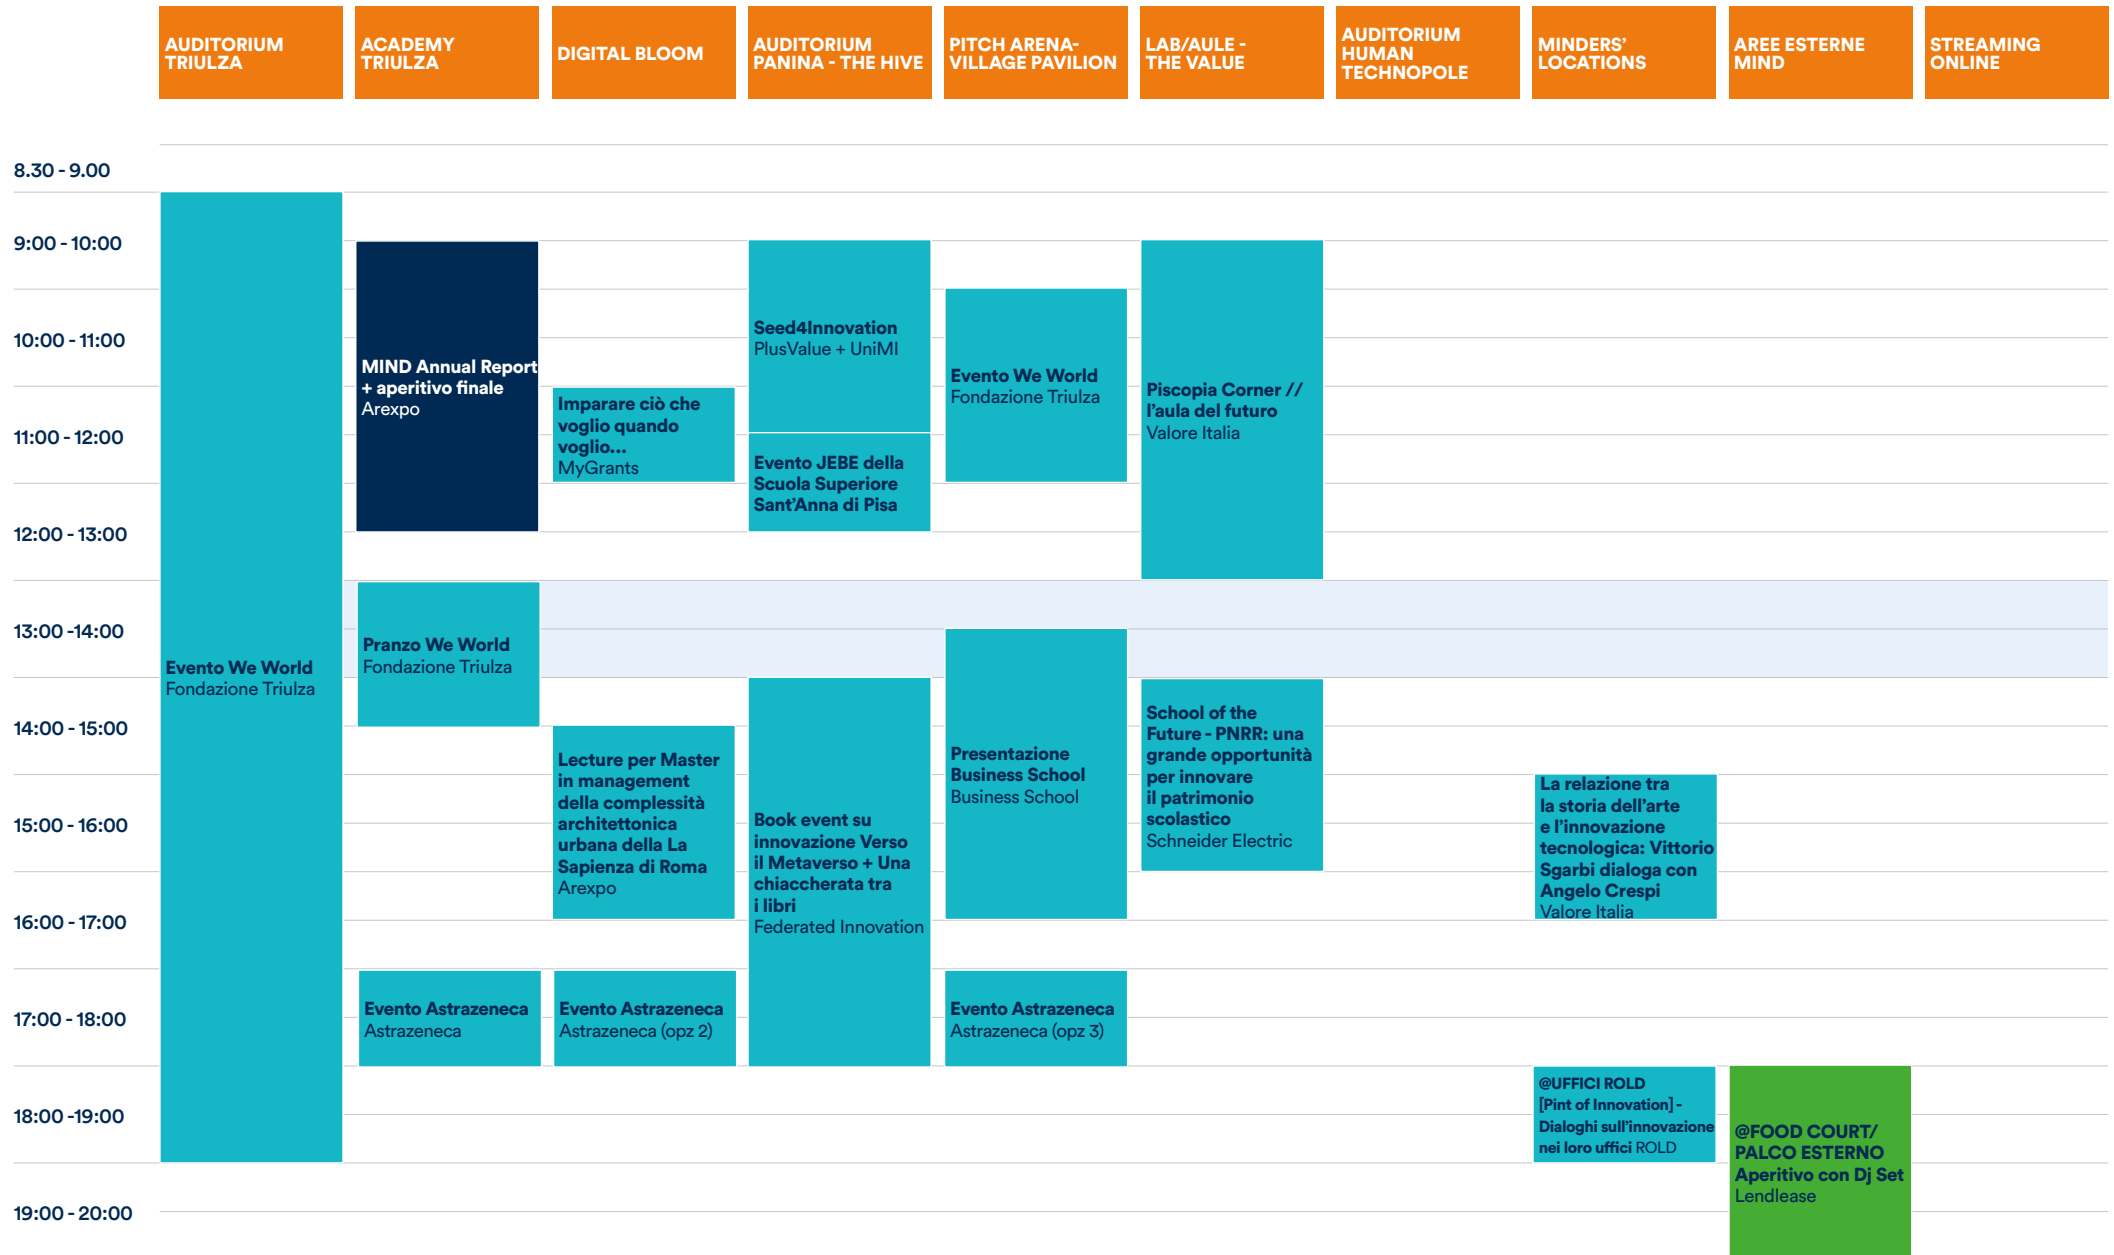 AUDITORIUM
TRIULZA
ACADEMY
TRIULZA
DIGITAL BLOOM
AUDITORIUM
PANINA - THE HIVE
PITCH ARENA-
VILLAGE PAVILION
LAB/AULE -
THE VALUE
AUDITORIUM
HUMAN
TECHNOPOLE
MINDERS'
LOCATIONS
AREE ESTERNE
MIND
STREAMING
ONLINE
8.30 - 9.00
9:00 - 10:00
10:00 - 11:00
11:00 - 12:00
12:00 - 13:00
13:00 -14:00
14:00 - 15:00
15:00 - 16:00
16:00 - 17:00
17:00 - 18:00
18:00 -19:00
19:00 - 20:00
Evento We World
Fondazione Triulza
MIND Annual Report
+ aperitivo finale
Arexpo
Pranzo We World
Fondazione Triulza
Evento Astrazeneca
Astrazeneca
Imparare ciò che
voglio quando
voglio...
MyGrants
Lecture per Master
in management
della complessità
architettonica
urbana della La
Sapienza di Roma
Arexpo
Evento Astrazeneca
Astrazeneca (opz 2)
Seed4Innovation
PlusValue + UniMI
Evento JEBE della
Scuola Superiore
Sant'Anna di Pisa
Book event su
innovazione Verso
il Metaverso + Una
chiaccherata tra
i libri
Federated Innovation
Evento We World
Fondazione Triulza
Presentazione
Business School
Business School
Evento Astrazeneca
Astrazeneca (opz 3)
Piscopia Corner //
l'aula del futuro
Valore Italia
School of the
Future - PNRR: una
grande opportunità
per innovare
il patrimonio
scolastico
Schneider Electric
La relazione tra
la storia dell'arte
e l'innovazione
tecnologica: Vittorio
Sgarbi dialoga con
Angelo Crespi
Valore Italia
@UFFICI ROLD
[Pint of Innovation] -
Dialoghi sull'innovazione
nei loro uffici ROLD
@FOOD COURT/
PALCO ESTERNO
Aperitivo con Dj Set
Lendlease